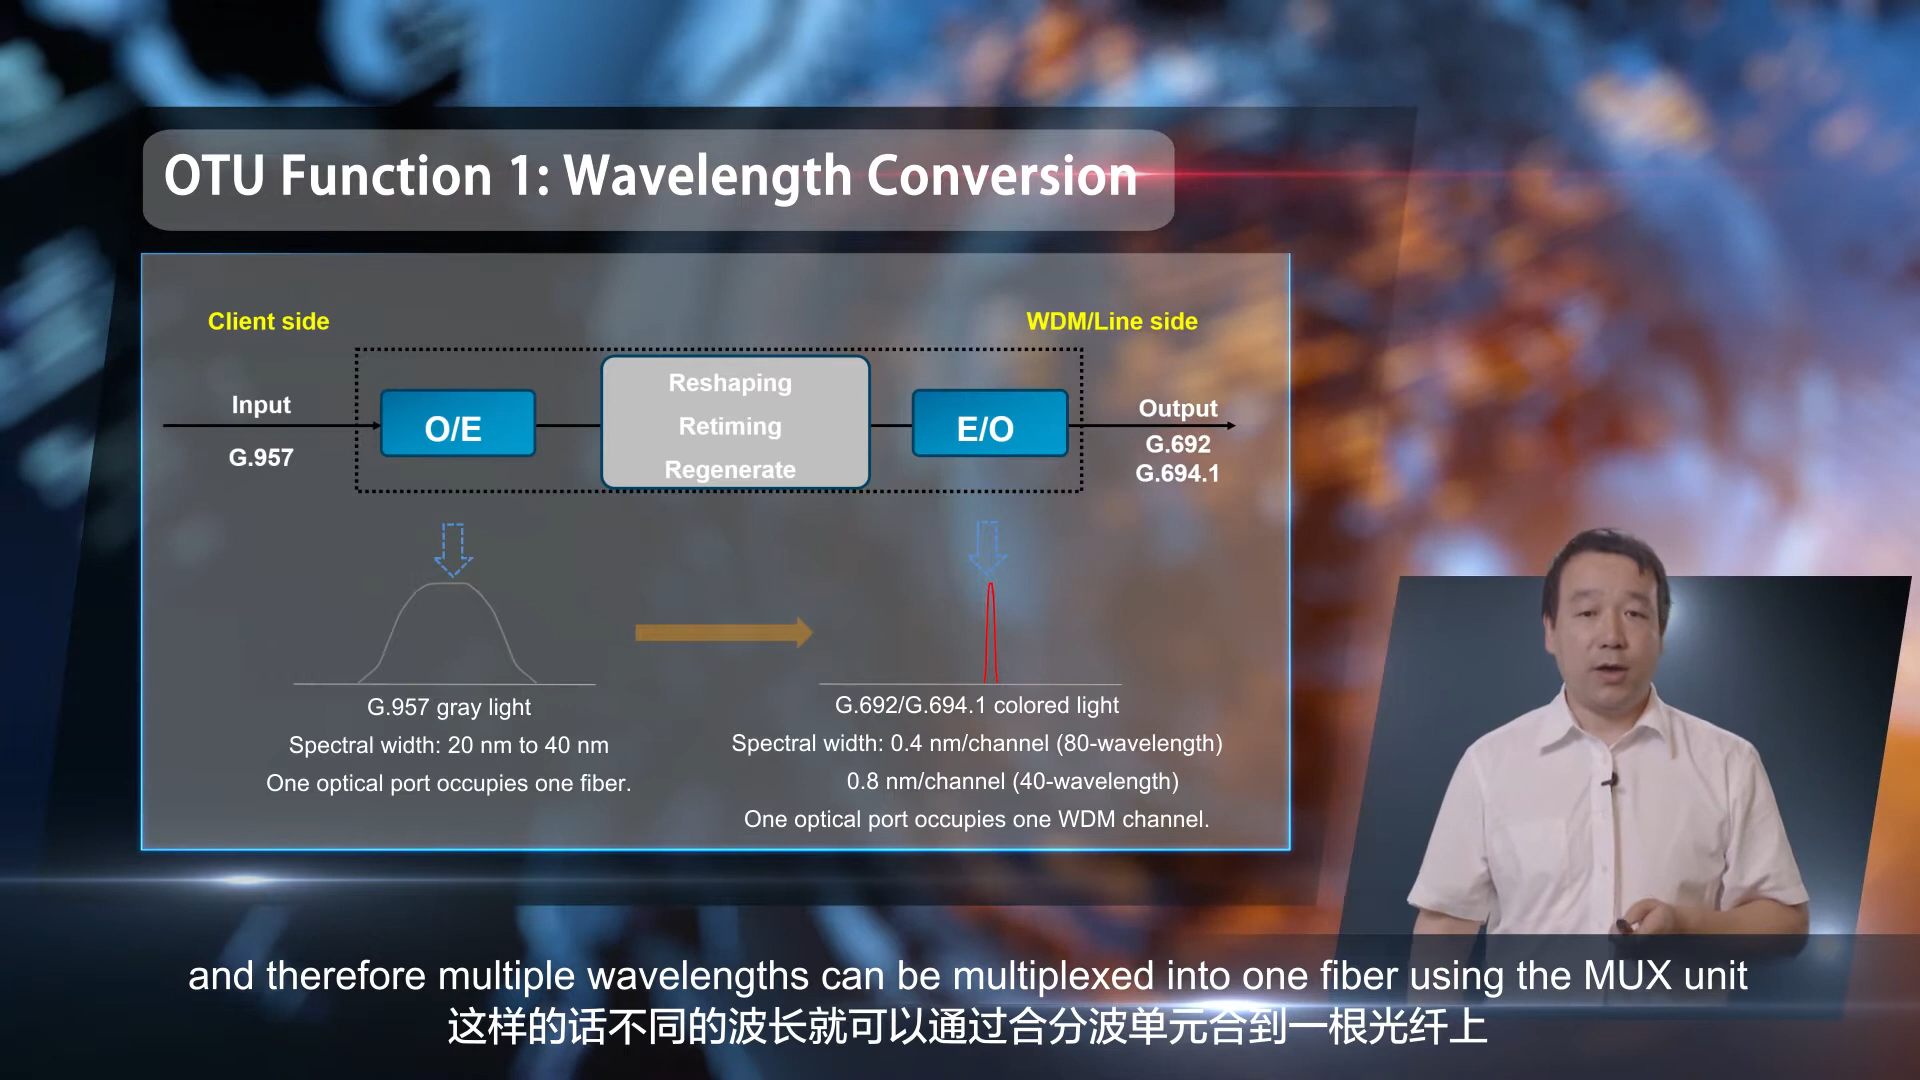 OTU Function 1: Wavelength Conversion
Client side
WDM/Line side
Input
G.957
O/E
Reshaping
Retiming
Regenerate
E/O
Output
G.692
G.694.1
G.957 gray light
Spectral width: 20 nm to 40 nm
One optical port occupies one fiber.
G.692/G.694.1 colored light
Spectral width: 0.4 nm/channel (80-wavelength)
0.8 nm/channel (40-wavelength)
One optical port occupies one WDM channel.
and therefore multiple wavelengths can be multiplexed into one fiber using the MUX unit
这样的话不同的波长就可以通过合分波单元合到一根光纤上